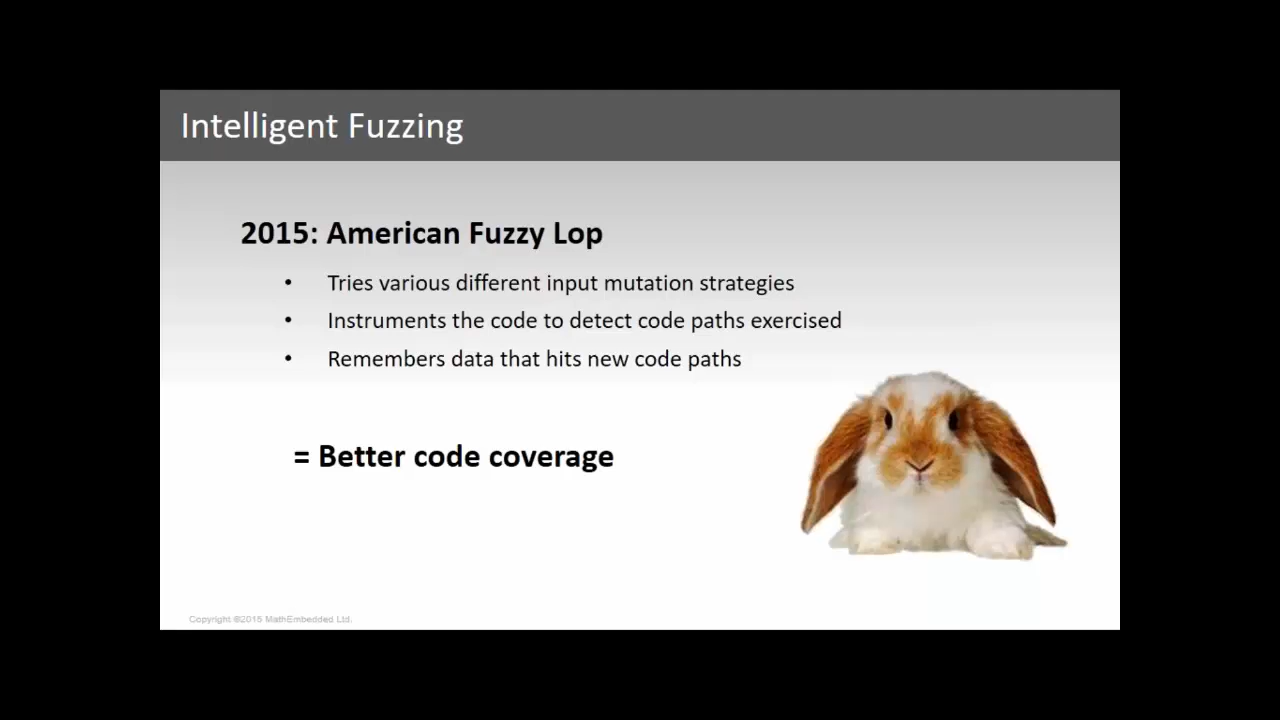 Intelligent Fuzzing
2015: American Fuzzy Lop
• Tries various different input mutation strategies
• Instruments the code to detect code paths exercised
• Remembers data that hits new code paths
= Better code coverage
Copyright ©2015 MathEmbedded Ltd.